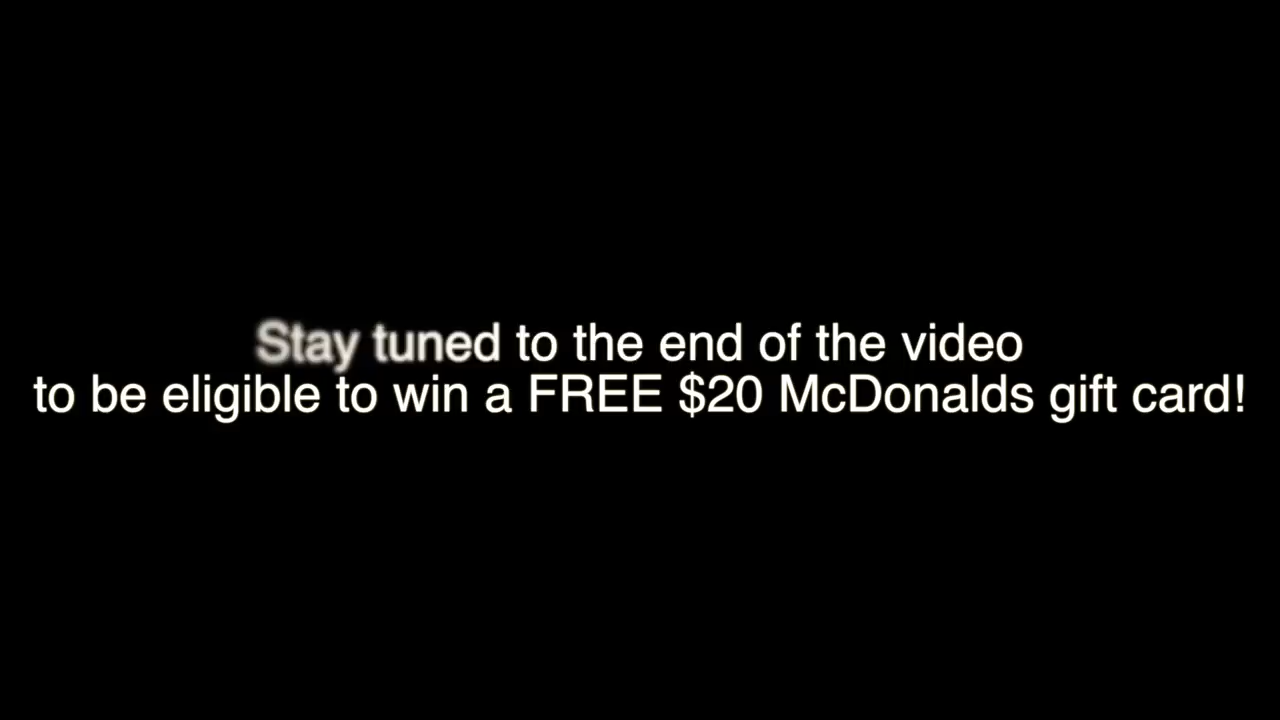 Stay tuned to the end of the video
to be eligible to win a FREE $20 McDonalds gift card!